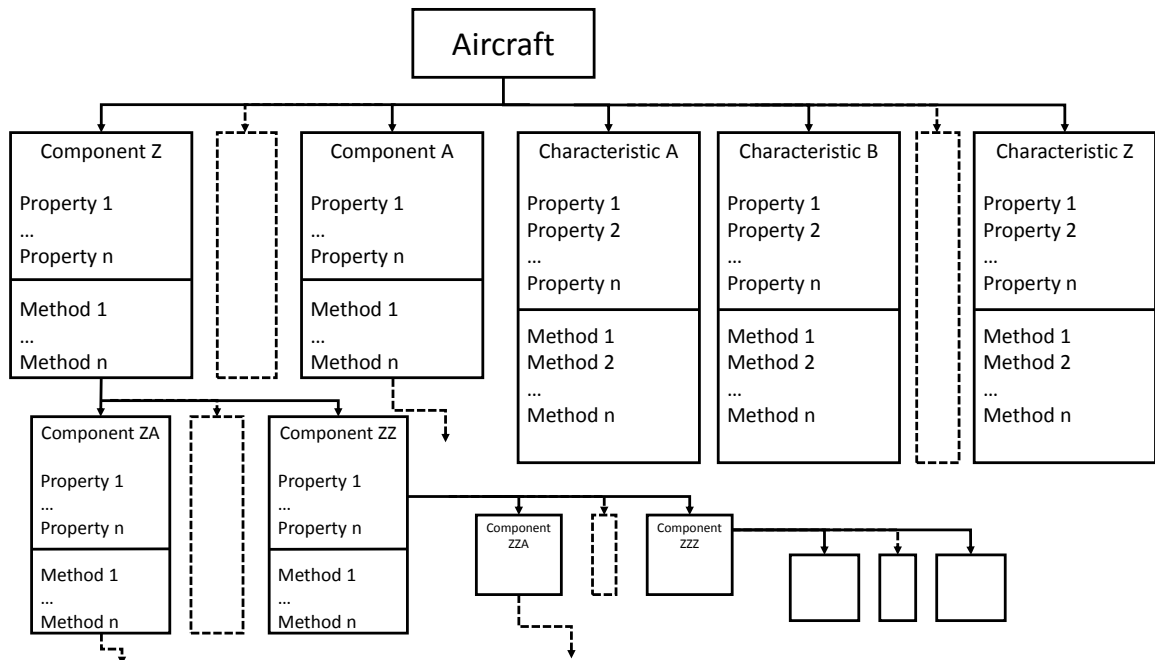 Aircraft
Component Z
Property 1
...
Property n
Method 1
...
Method n
Component A
Property 1
...
Property n
Method 1
...
Method n
Characteristic A
Property 1
Property 2
...
Property n
Method 1
Method 2
...
Method n
Characteristic B
Property 1
Property 2
...
Property n
Method 1
Method 2
...
Method n
Characteristic Z
Property 1
Property 2
...
Property n
Method 1
Method 2
...
Method n
Component ZA
Property 1
...
Property n
Method 1
...
Method n
Component ZZ
Property 1
...
Property n
Method 1
...
Method n
Component
ZZA
Component
ZZZ